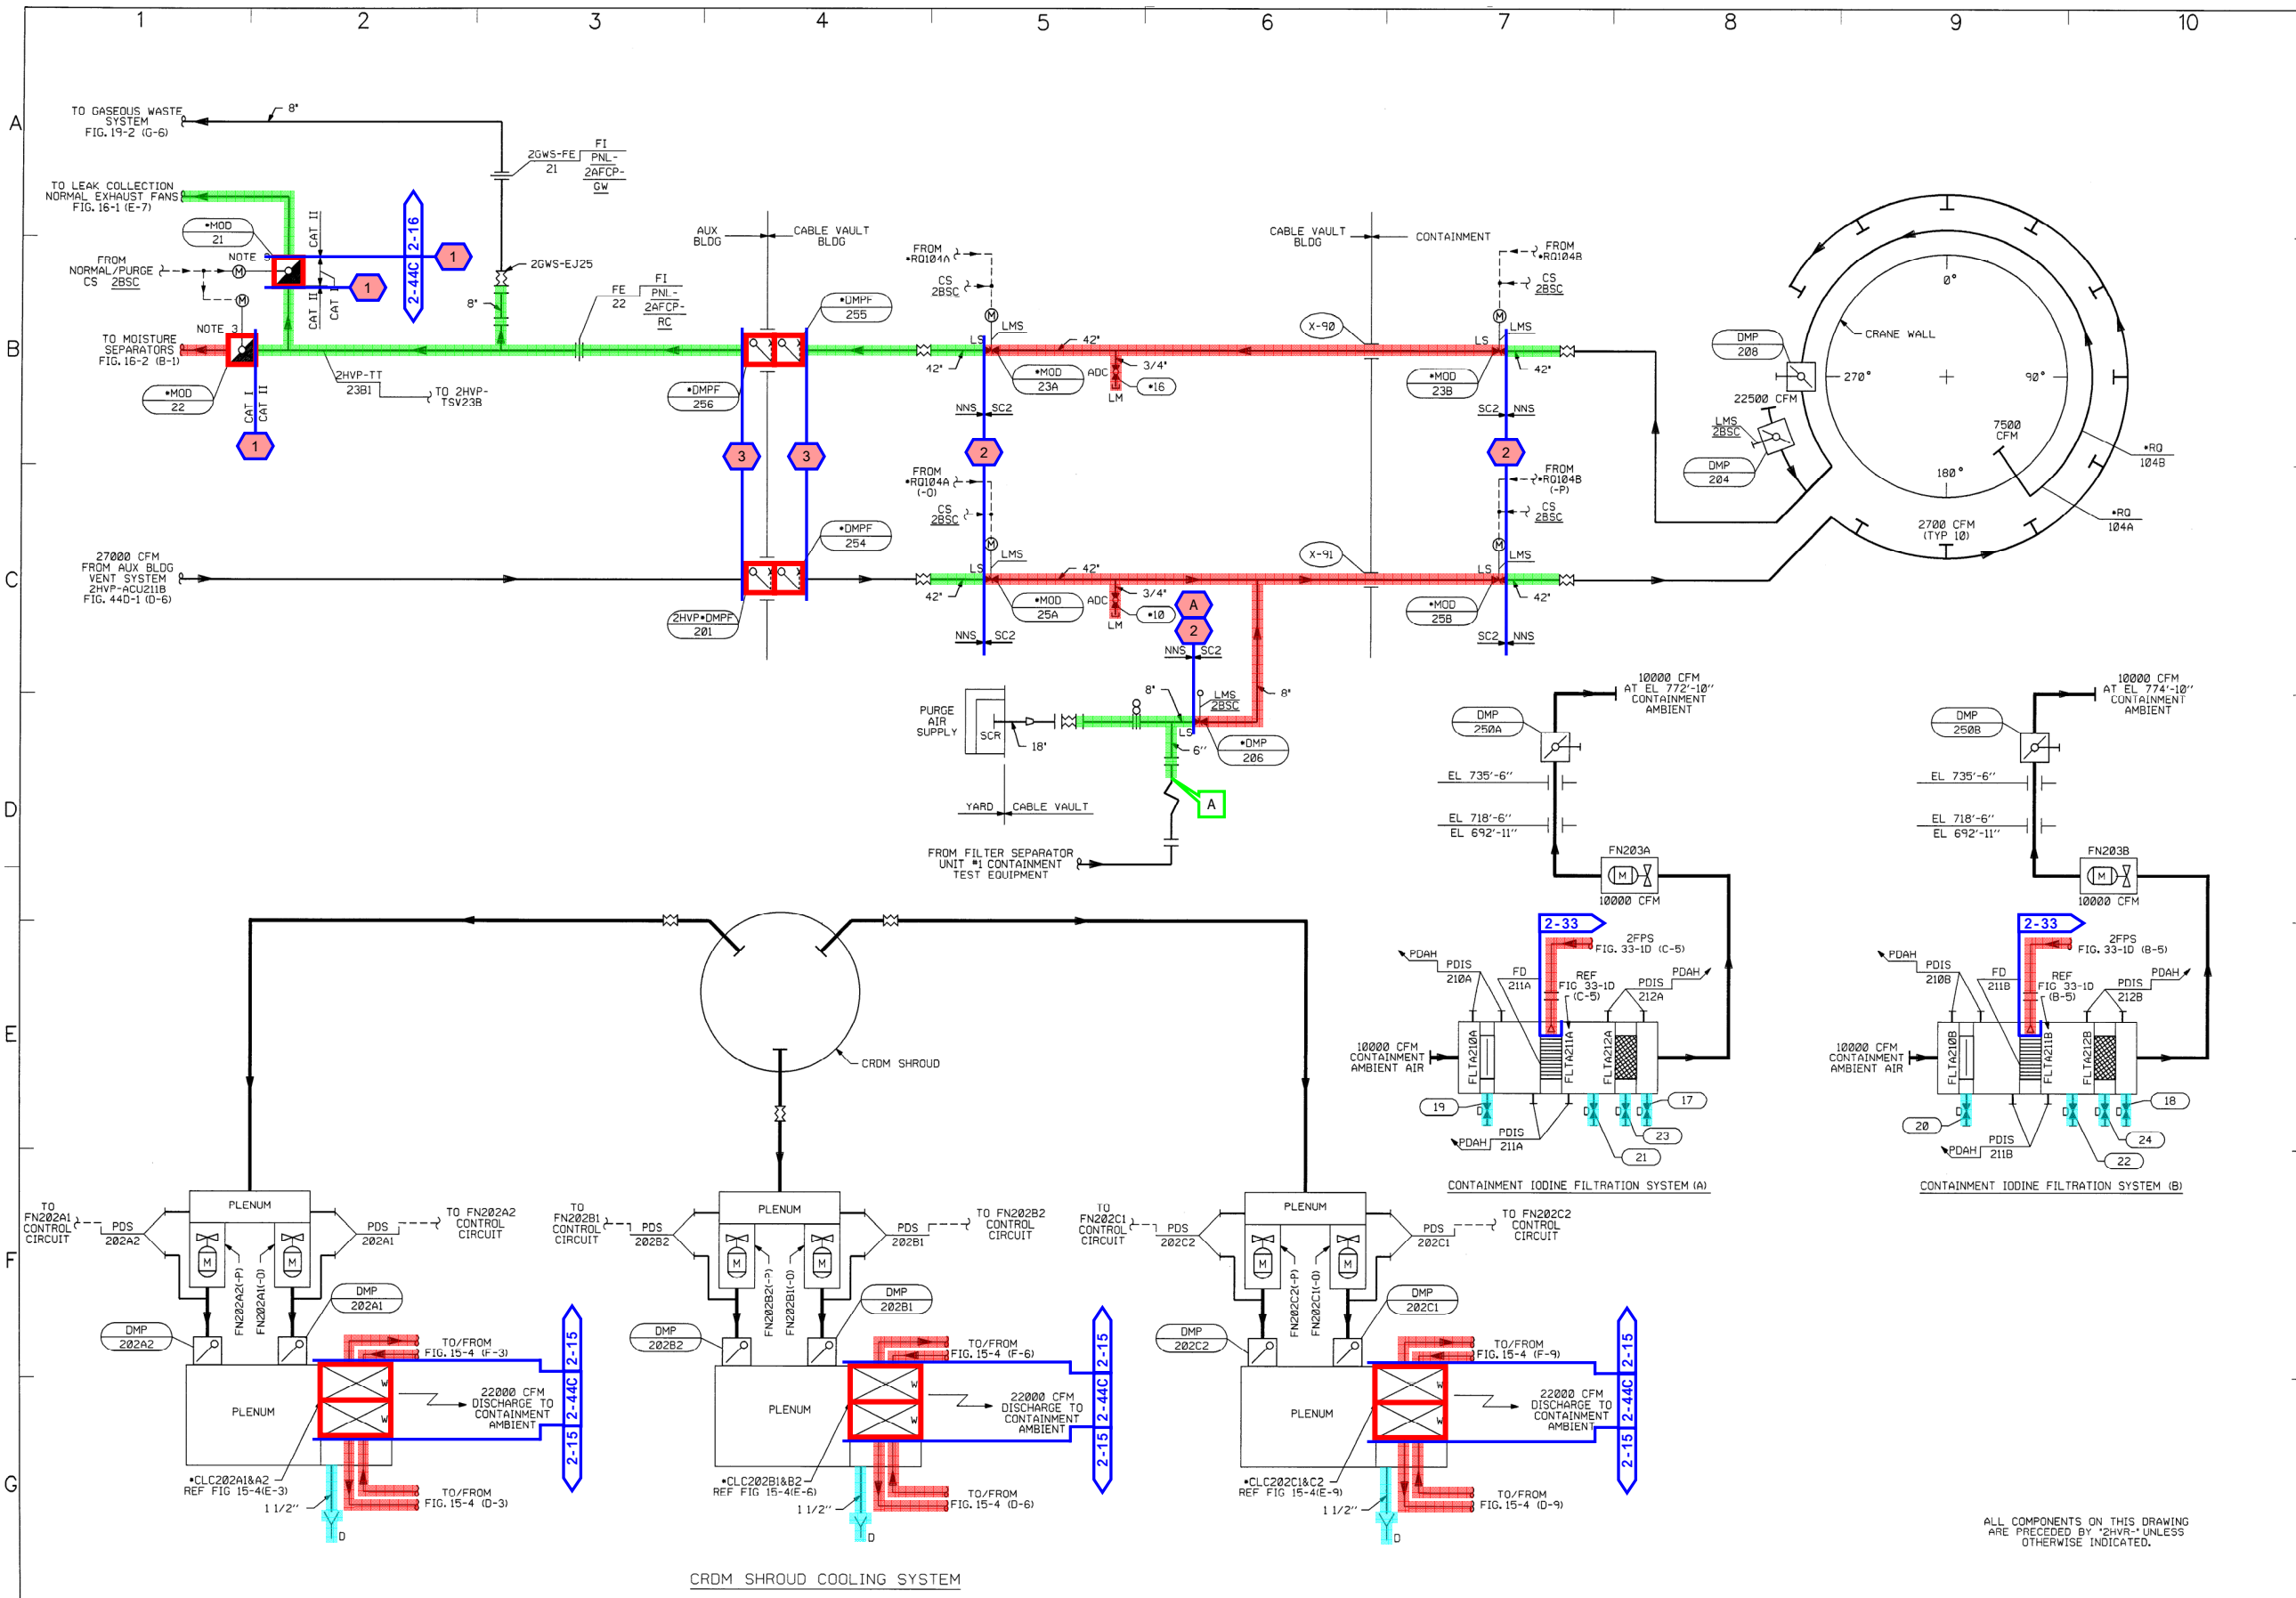 1 2 3 4 5 6 7 8 9 10
A
TO GASEOUS WASTE
SYSTEM
FIG. 19-2 (G-6)
8"
2GWS-FE
21
FI
PNL-
2AFCP-
GW
TO LEAK COLLECTION
NORMAL EXHAUST FANS
FIG. 16-1 (E-7)
*MOD
21
CAT II
2-16
2-44C
1
1
NOTE 3
CAT II
CAT I
FROM
NORMAL/PURGE
CS 2BSC
M
M
2GWS-EJ25
8"
FE
22
FI
PNL-
2AFCP-
RC
AUX
BLDG
CABLE VAULT
BLDG
*DMPF
255
FROM
*RQ104A
CS
2BSC
M
LMS
LS
CABLE VAULT
BLDG
CONTAINMENT
FROM
*RQ104B
CS
2BSC
M
LMS
LS
X-90
B
NOTE 3
TO MOISTURE
SEPARATORS
FIG. 16-2 (B-1)
*MOD
22
CAT I
CAT II
1
2HVP-TT
23B1
TO 2HVP-
TSV23B
*DMPF
256
42"
42"
*MOD
23A
ADC
3/4"
*16
LM
*MOD
23B
42"
NNS SC2
SC2 NNS
3
3
2
2
0°
CRANE WALL
DMP
208
270°
90°
22500 CFM
LMS
2BSC
DMP
204
7500
CFM
180°
*RQ
104B
*RQ
104A
2700 CFM
(TYP 10)
FROM
*RQ104A
(-O)
CS
2BSC
M
LMS
LS
FROM
*RQ104B
(-P)
CS
2BSC
M
LMS
LS
*DMPF
254
X-91
C
27000 CFM
FROM AUX BLDG
VENT SYSTEM
2HVP-ACU211B
FIG. 44D-1 (D-6)
2HVP*DMPF
201
42"
42"
*MOD
25A
ADC
3/4"
*10
LM
A
2
*MOD
25B
42"
NNS SC2
NNS SC2
SC2 NNS
PURGE
AIR
SUPPLY
SCR
18"
8"
LMS
2BSC
8"
LS
6"
*DMP
206
A
YARD CABLE VAULT
D
FROM FILTER SEPARATOR
UNIT #1 CONTAINMENT
TEST EQUIPMENT
10000 CFM
AT EL 772'-10"
CONTAINMENT
AMBIENT
DMP
250A
EL 735'-6"
EL 718'-6"
EL 692'-11"
FN203A
M
10000 CFM
10000 CFM
AT EL 774'-10"
CONTAINMENT
AMBIENT
DMP
250B
EL 735'-6"
EL 718'-6"
EL 692'-11"
FN203B
M
10000 CFM
E
CRDM SHROUD
2-33
2FPS
FIG. 33-1D (C-5)
PDAH
PDIS
210A
FD
211A
REF
FIG 33-1D
(C-5)
PDIS
212A
PDAH
FLTA210A
FLTA211A
FLTA212A
10000 CFM
CONTAINMENT
AMBIENT AIR
19
D
D
D
D
17
PDAH
PDIS
211A
23
21
CONTAINMENT IODINE FILTRATION SYSTEM (A)
2-33
2FPS
FIG. 33-1D (B-5)
PDAH
PDIS
210B
FD
211B
REF
FIG 33-1D
(B-5)
PDIS
212B
PDAH
FLTA210B
FLTA211B
FLTA212B
10000 CFM
CONTAINMENT
AMBIENT AIR
20
D
D
D
D
18
PDAH
PDIS
211B
24
22
CONTAINMENT IODINE FILTRATION SYSTEM (B)
F
TO
FN202A1
CONTROL
CIRCUIT
PDS
202A2
PLENUM
M
M
FN202A2(-P)
FN202A1(-O)
PDS
202A1
TO FN202A2
CONTROL
CIRCUIT
DMP
202A2
DMP
202A1
TO/FROM
FIG. 15-4 (F-3)
2-15
2-44C
2-15
PLENUM
W
W
22000 CFM
DISCHARGE TO
CONTAINMENT
AMBIENT
*CLC202A1&A2
REF FIG 15-4(E-3)
1 1/2"
D
TO/FROM
FIG. 15-4 (D-3)
TO
FN202B1
CONTROL
CIRCUIT
PDS
202B2
PLENUM
M
M
FN202B2(-P)
FN202B1(-O)
PDS
202B1
TO FN202B2
CONTROL
CIRCUIT
DMP
202B2
DMP
202B1
TO/FROM
FIG. 15-4 (F-6)
2-15
2-44C
2-15
PLENUM
W
W
22000 CFM
DISCHARGE TO
CONTAINMENT
AMBIENT
*CLC202B1&B2
REF FIG 15-4(E-6)
1 1/2"
D
TO/FROM
FIG. 15-4 (D-6)
TO
FN202C1
CONTROL
CIRCUIT
PDS
202C2
PLENUM
M
M
FN202C2(-P)
FN202C1(-O)
PDS
202C1
TO FN202C2
CONTROL
CIRCUIT
DMP
202C2
DMP
202C1
TO/FROM
FIG. 15-4 (F-9)
2-15
2-44C
2-15
PLENUM
W
W
22000 CFM
DISCHARGE TO
CONTAINMENT
AMBIENT
*CLC202C1&C2
REF FIG 15-4(E-9)
1 1/2"
D
TO/FROM
FIG. 15-4 (D-9)
G
ALL COMPONENTS ON THIS DRAWING
ARE PRECEDED BY "2HVR-" UNLESS
OTHERWISE INDICATED.
CRDM SHROUD COOLING SYSTEM